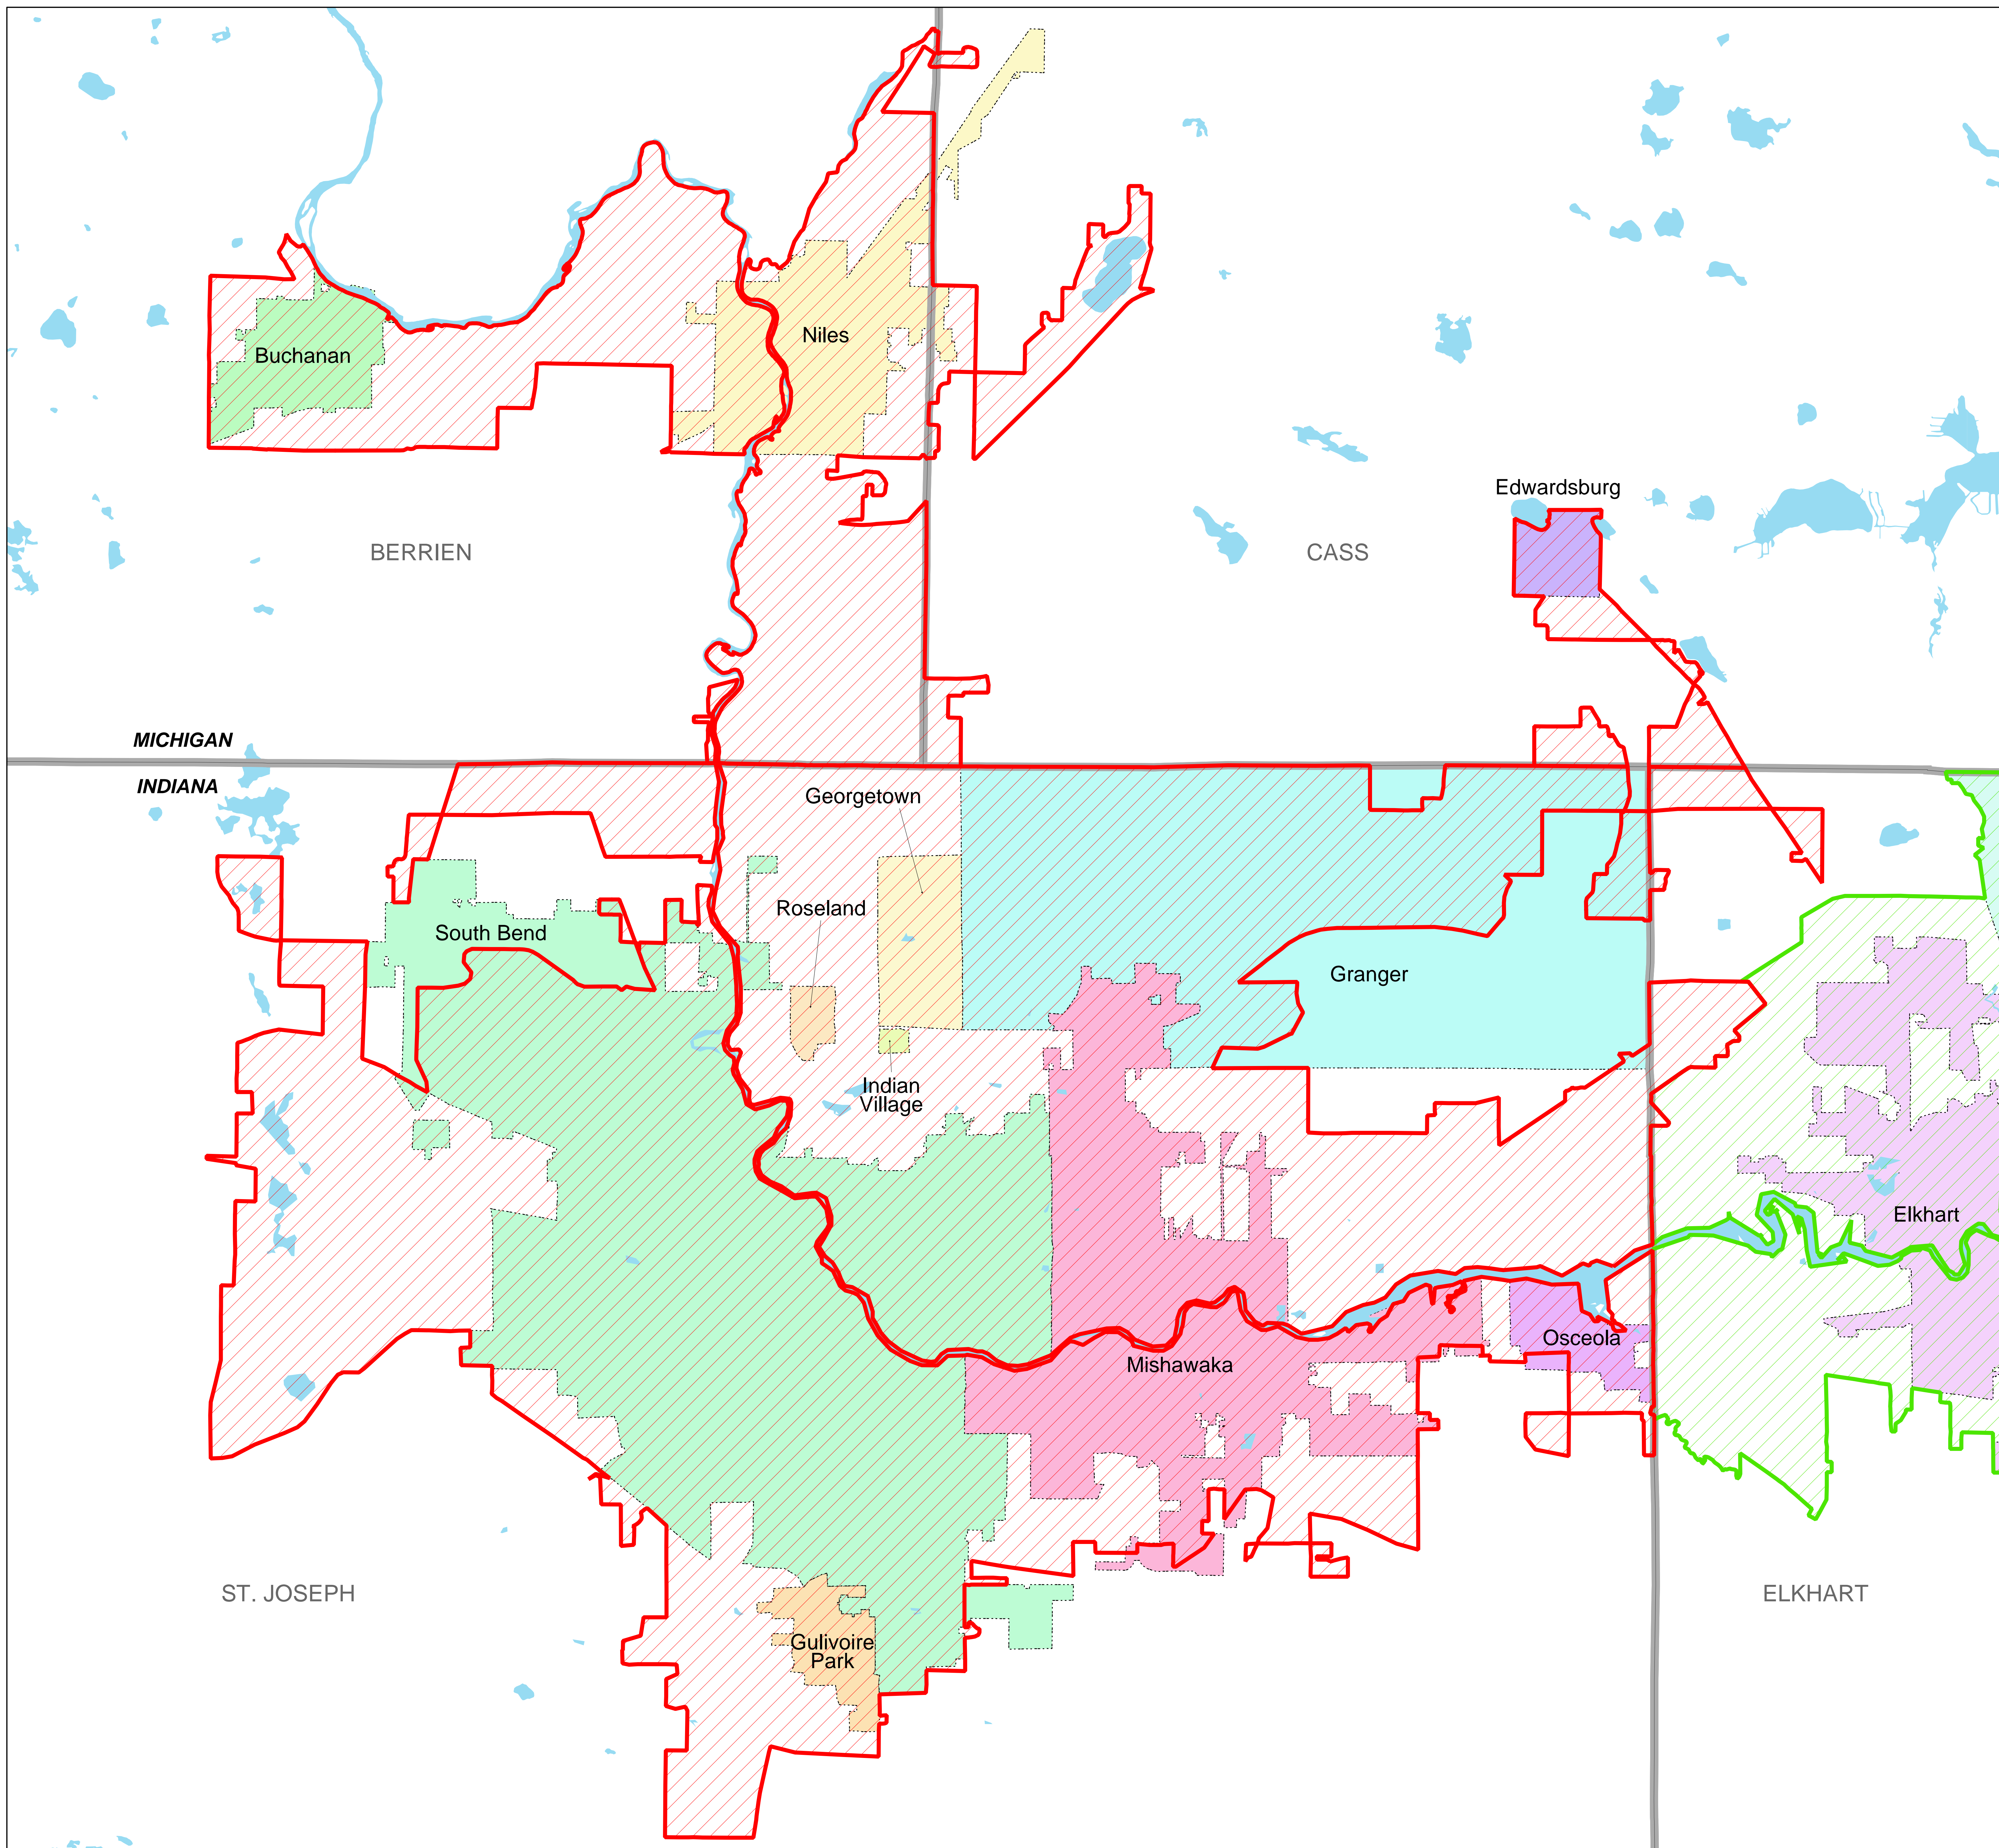 Niles
Buchanan
Edwardsburg
BERRIEN
CASS
MICHIGAN
INDIANA
Georgetown
Roseland
South Bend
Granger
Indian
Village
Elkhart
Osceola
Mishawaka
ST. JOSEPH
ELKHART
Gulivoire
Park